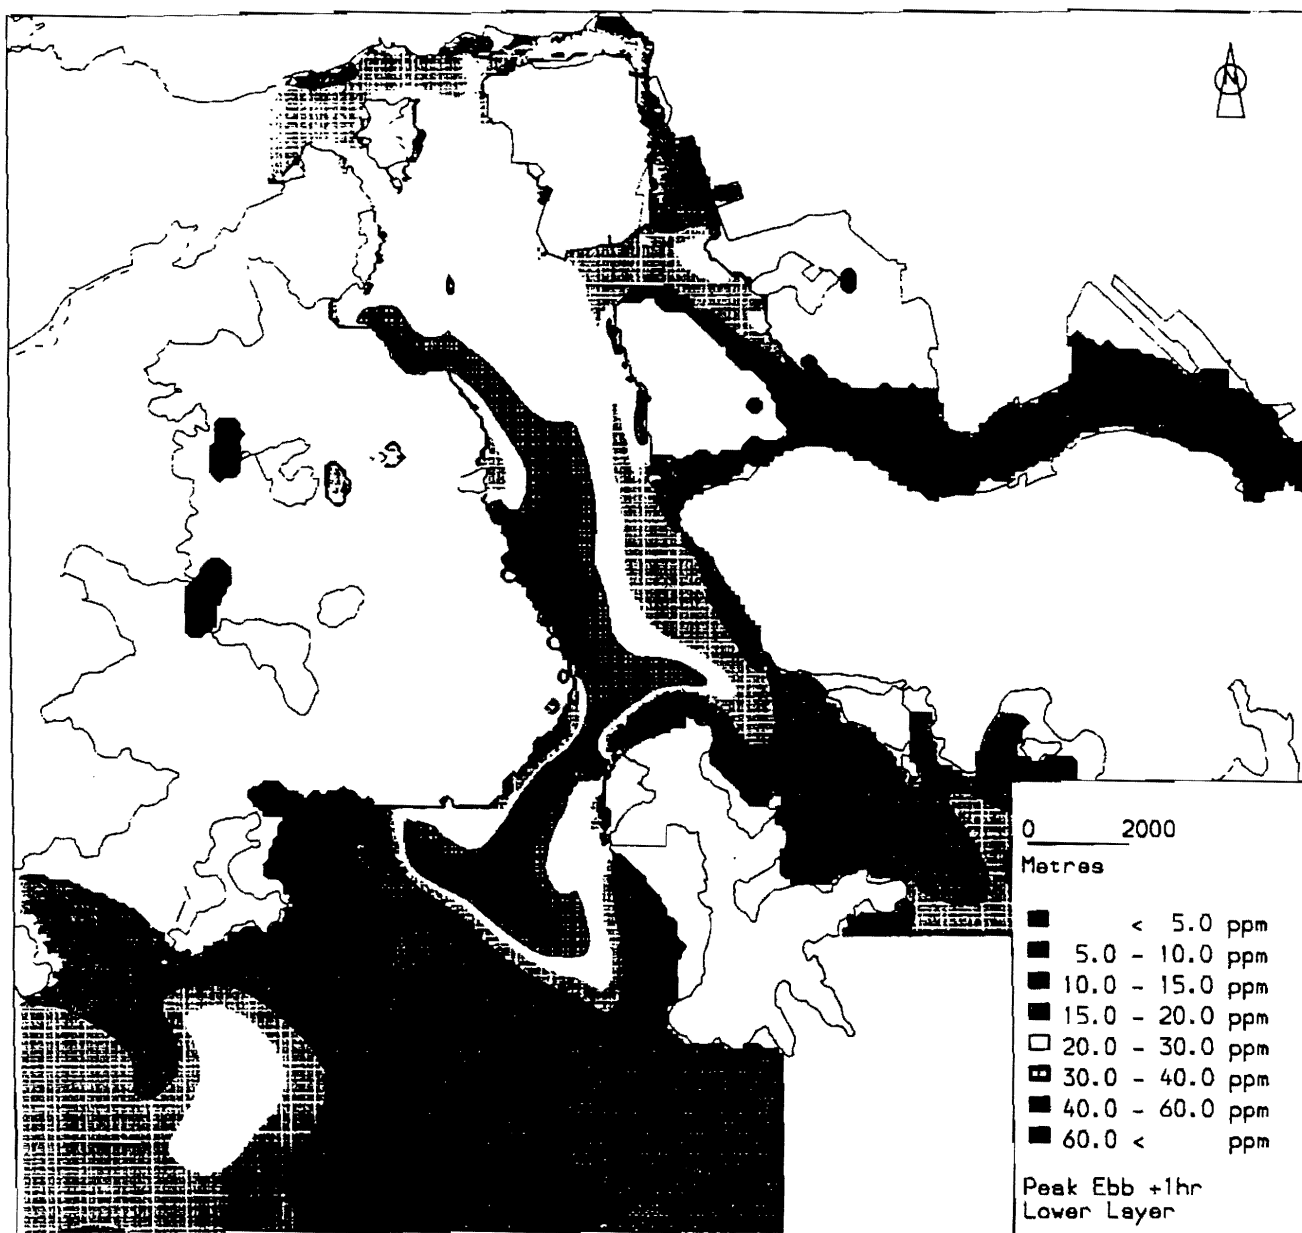 N
0 2000
Metres
< 5.0 ppm
5.0 - 10.0 ppm
10.0 - 15.0 ppm
15.0 - 20.0 ppm
20.0 - 30.0 ppm
30.0 - 40.0 ppm
40.0 - 60.0 ppm
60.0 < ppm
Peak Ebb +1hr
Lower Layer